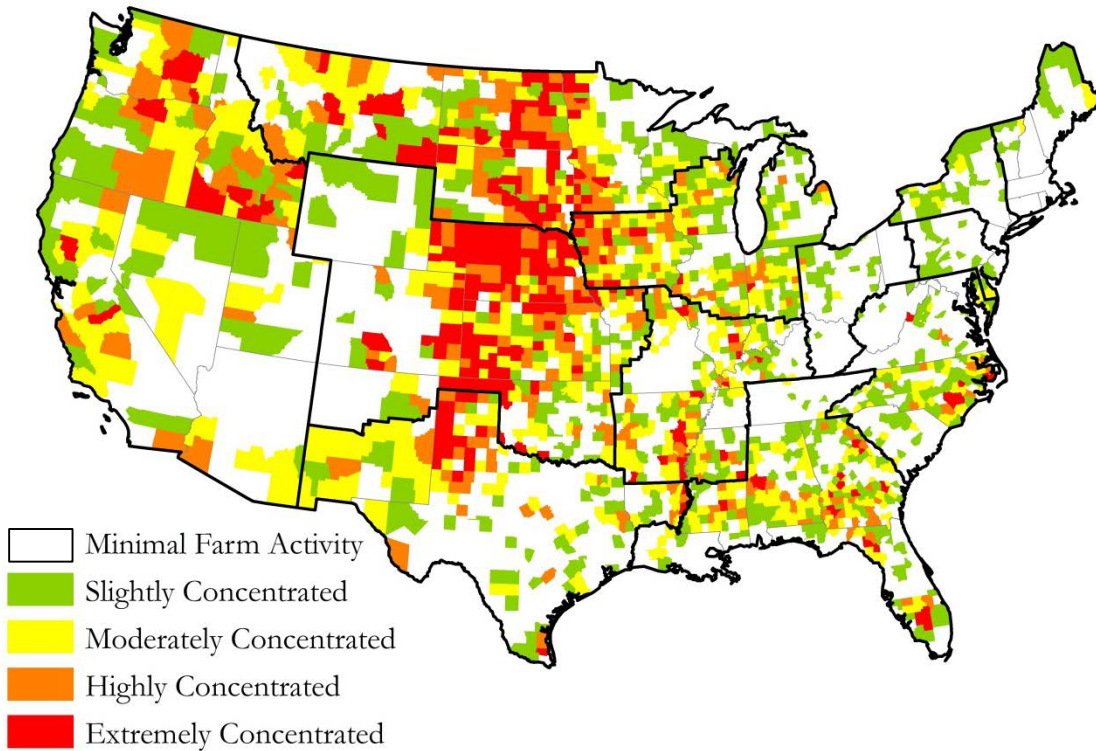 Minimal Farm Activity
Slightly Concentrated
Moderately Concentrated
Highly Concentrated
Extremely Concentrated